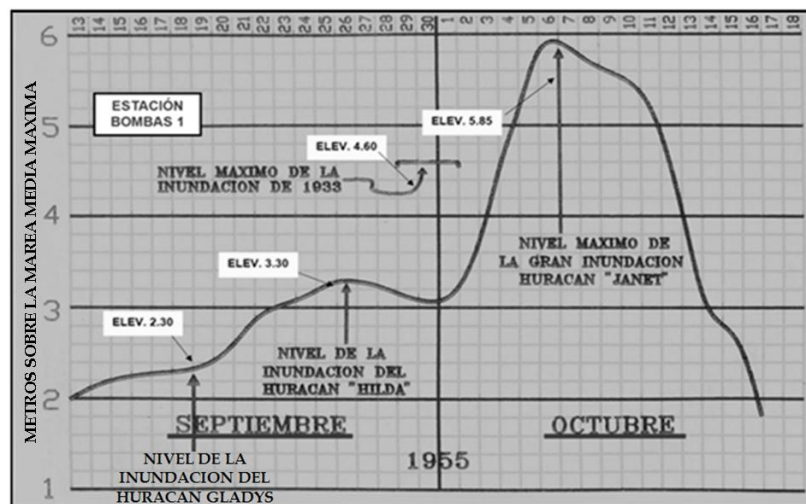 13 14 15 16 17 18 19 20 21 22 23 24 25 26 27 28 29 30 1 2 3 4 5 6 7 8 9 10 11 12 13 14 15 16 17 18
6
5
4
3
2
1
METROS SOBRE LA MAREA MEDIA MAXIMA
ESTACIÓN
BOMBAS 1
ELEV. 4.60
NIVEL MAXIMO DE LA
INUNDACION DE 1933
ELEV. 5.85
NIVEL MAXIMO DE
LA GRAN INUNDACION
HURACAN "JANET"
ELEV. 3.30
ELEV. 2.30
NIVEL DE LA
INUNDACION DEL
HURACAN "HILDA"
SEPTIEMBRE
OCTUBRE
1955
NIVEL DE LA
INUNDACION DEL
HURACAN GLADYS